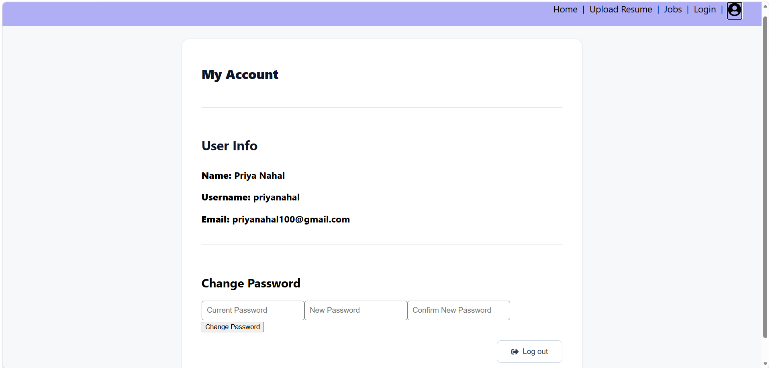 Home | Upload Resume | Jobs | Login |
My Account
User Info
Name: Priya Nahal
Username: priyanahal
Email: priyanahal100@gmail.com
Change Password
Current Password New Password Confirm New Password
Change Password
Log out